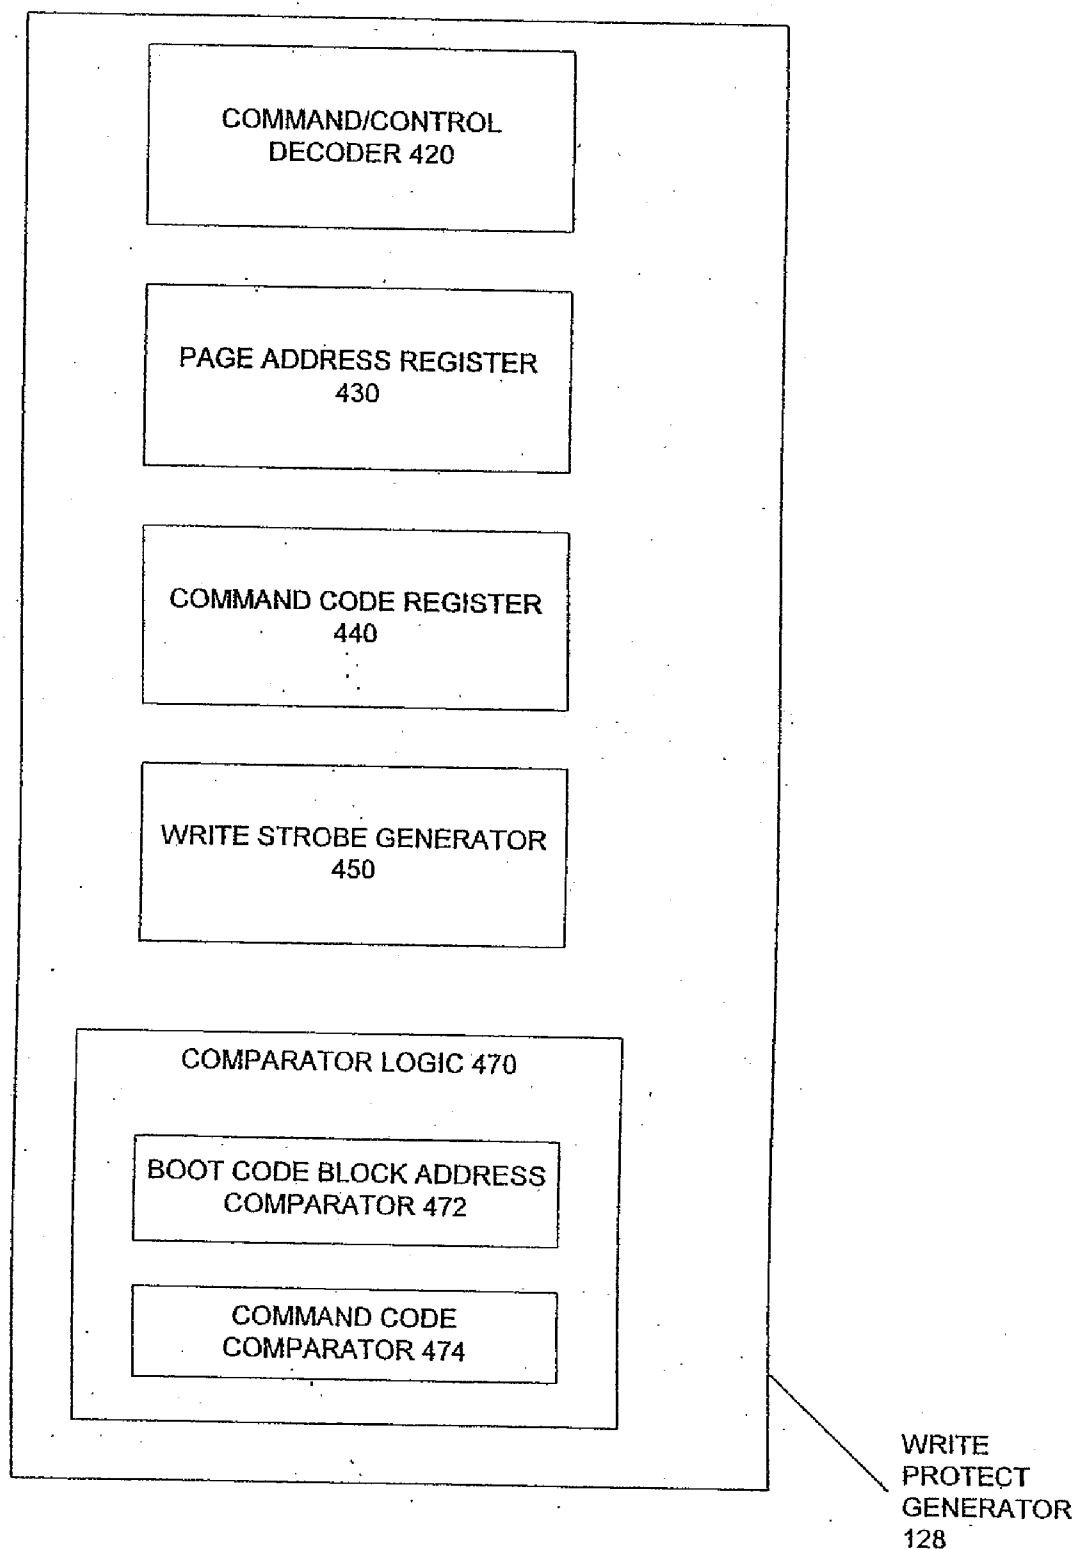 COMMAND/CONTROL
DECODER 420
PAGE ADDRESS REGISTER
430
COMMAND CODE REGISTER
440
WRITE STROBE GENERATOR
450
COMPARATOR LOGIC 470
BOOT CODE BLOCK ADDRESS
COMPARATOR 472
COMMAND CODE
COMPARATOR 474
WRITE
PROTECT
GENERATOR
128